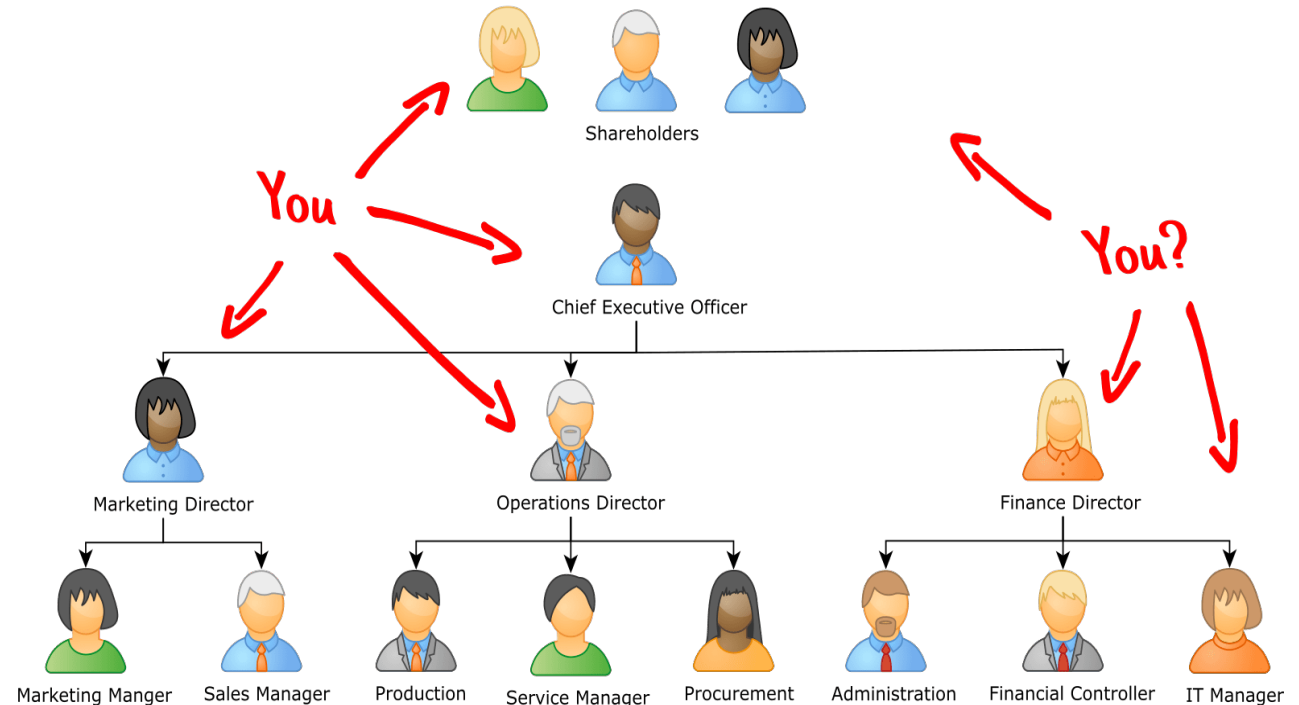 Shareholders
You
You?
Chief Executive Officer
Marketing Director
Operations Director
Finance Director
Marketing Manger
Sales Manager
Production
Service Manager
Procurement
Administration
Financial Controller
IT Manager